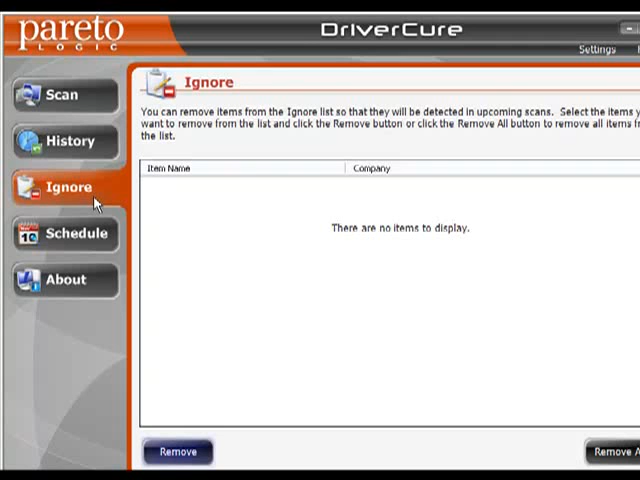 pareto
LOGIC
DriverCure
Settings
Scan
History
Ignore
Schedule
About
Ignore
You can remove items from the Ignore list so that they will be detected in upcoming scans. Select the items
want to remove from the list and click the Remove button or click the Remove All button to remove all items
the list.
Item Name
Company
There are no items to display.
Remove
Remove